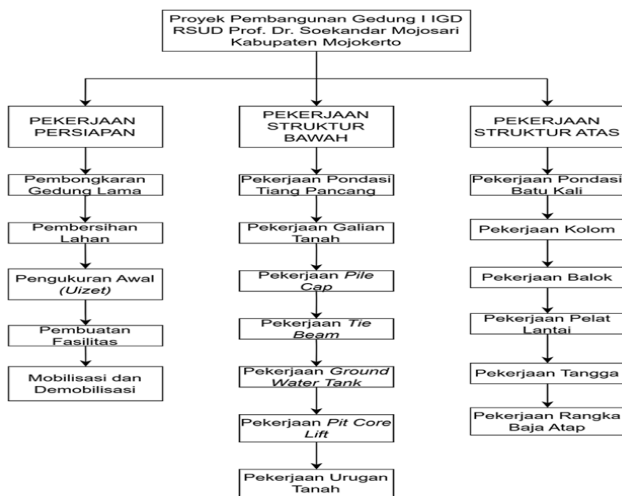 Proyek Pembangunan Gedung I IGD
RSUD Prof. Dr. Soekandar Mojosari
Kabupaten Mojokerto
PEKERJAAN
PERSIAPAN
Pembongkaran
Gedung Lama
Pembersihan
Lahan
Pengukuran Awal
(Uizet)
Pembuatan
Fasilitas
Mobilisasi dan
Demobilisasi
PEKERJAAN
STRUKTUR
BAWAH
Pekerjaan Pondasi
Tiang Pancang
Pekerjaan Galian
Tanah
Pekerjaan Pile
Cap
Pekerjaan Tie
Beam
Pekerjaan Ground
Water Tank
Pekerjaan Pit Core
Lift
Pekerjaan Urugan
Tanah
PEKERJAAN
STRUKTUR ATAS
Pekerjaan Pondasi
Batu Kali
Pekerjaan Kolom
Pekerjaan Balok
Pekerjaan Pelat
Lantai
Pekerjaan Tangga
Pekerjaan Rangka
Baja Atap